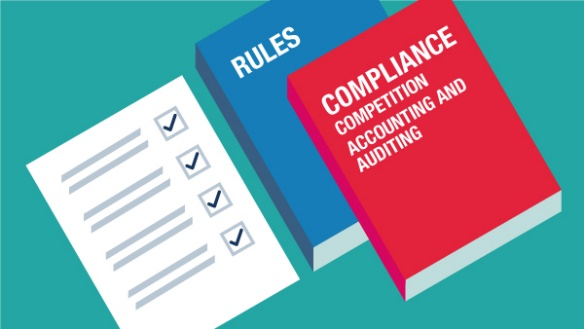 RULES
COMPLIANCE
COMPETITION
ACCOUNTING AND
AUDITING